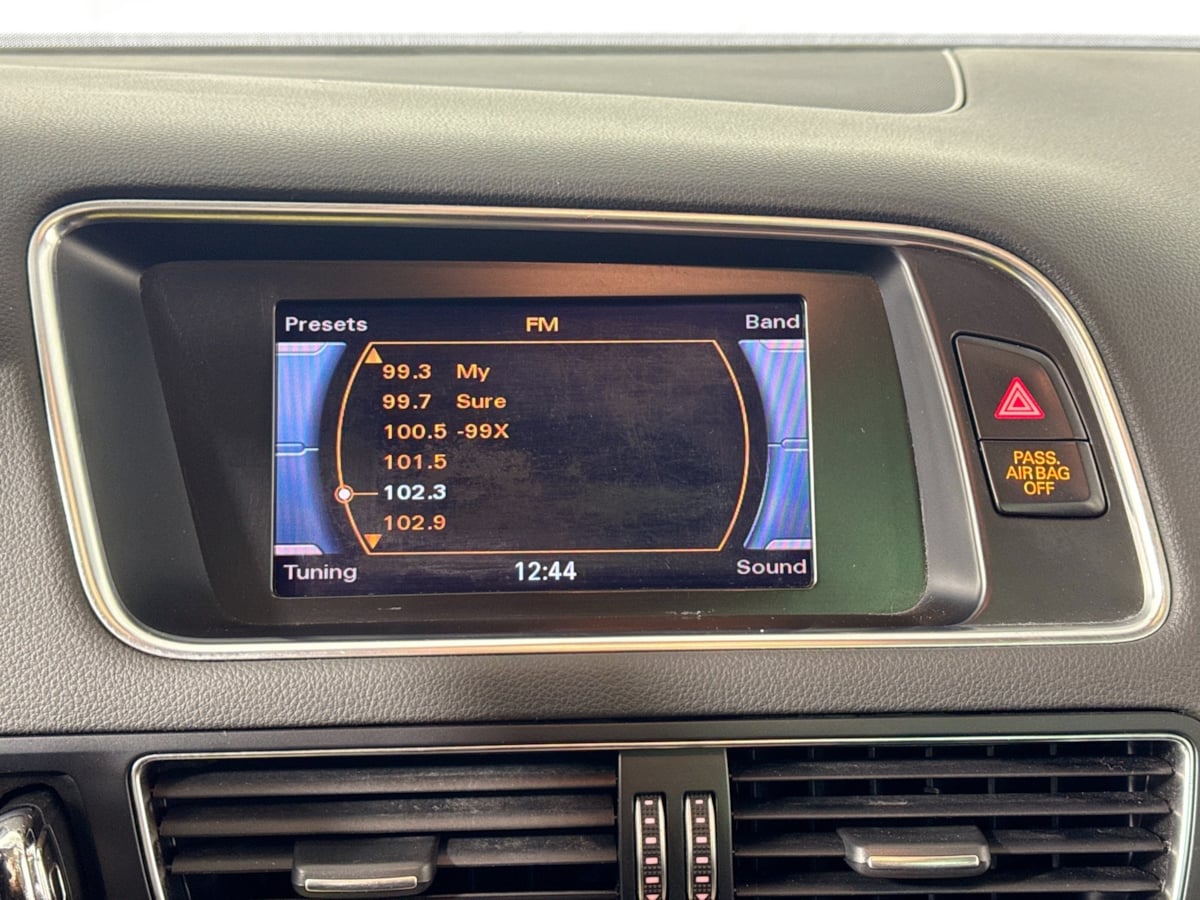 Presets FM Band
99.3 My
99.7 Sure
100.5 -99X
101.5
102.3
102.9
Tuning 12:44 Sound
PASS.
AIR BAG
OFF